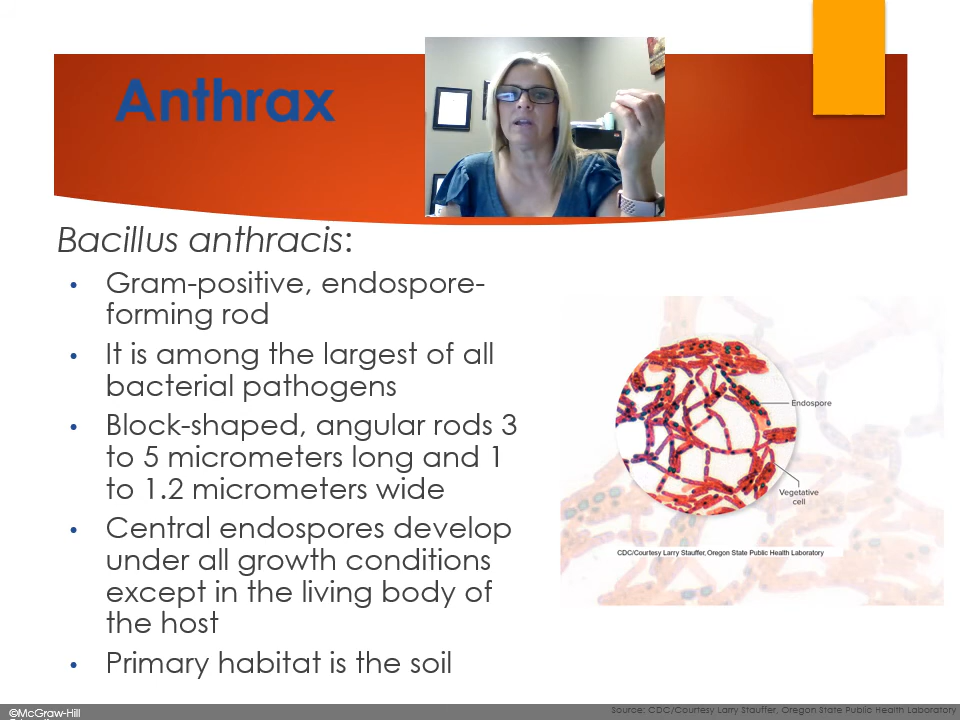 Anthrax
Bacillus anthracis:
• Gram-positive, endospore-
forming rod
• It is among the largest of all
bacterial pathogens
• Block-shaped, angular rods 3
to 5 micrometers long and 1
to 1.2 micrometers wide
• Central endospores develop
under all growth conditions
except in the living body of
the host
• Primary habitat is the soil
Endospore
Vegetative
cell
CDC/Courtesy Larry Stauffer, Oregon State Public Health Laboratory
©McGraw-Hill
Source: CDC/Courtesy Larry Stauffer, Oregon State Public Health Laboratory